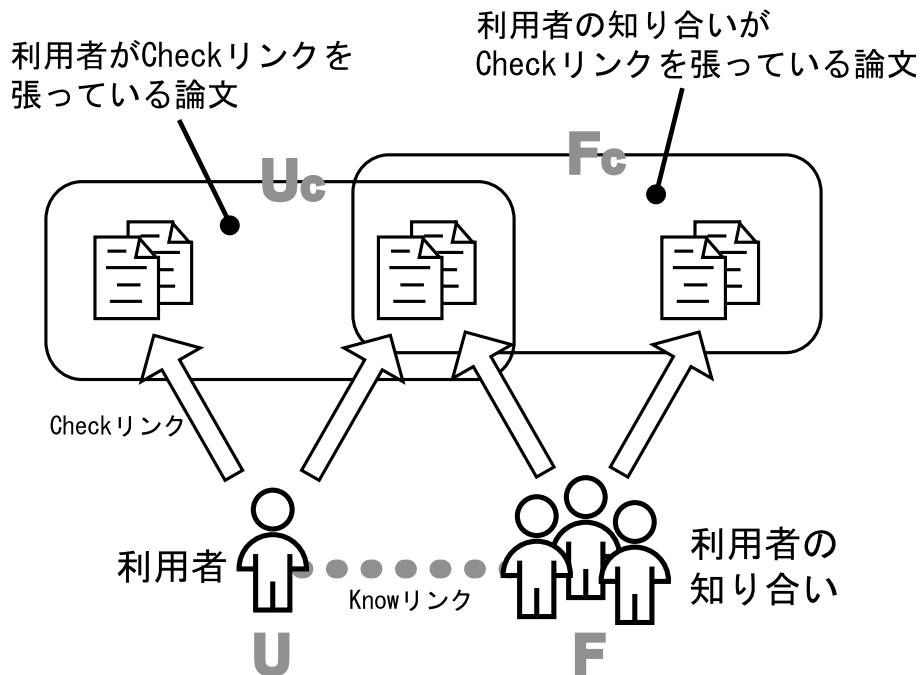 利用者がCheckリンクを
張っている論文
利用者の知り合いが
Checkリンクを張っている論文
Uc
Fc
Checkリンク
利用者
Knowリンク
利用者の
知り合い
U
F